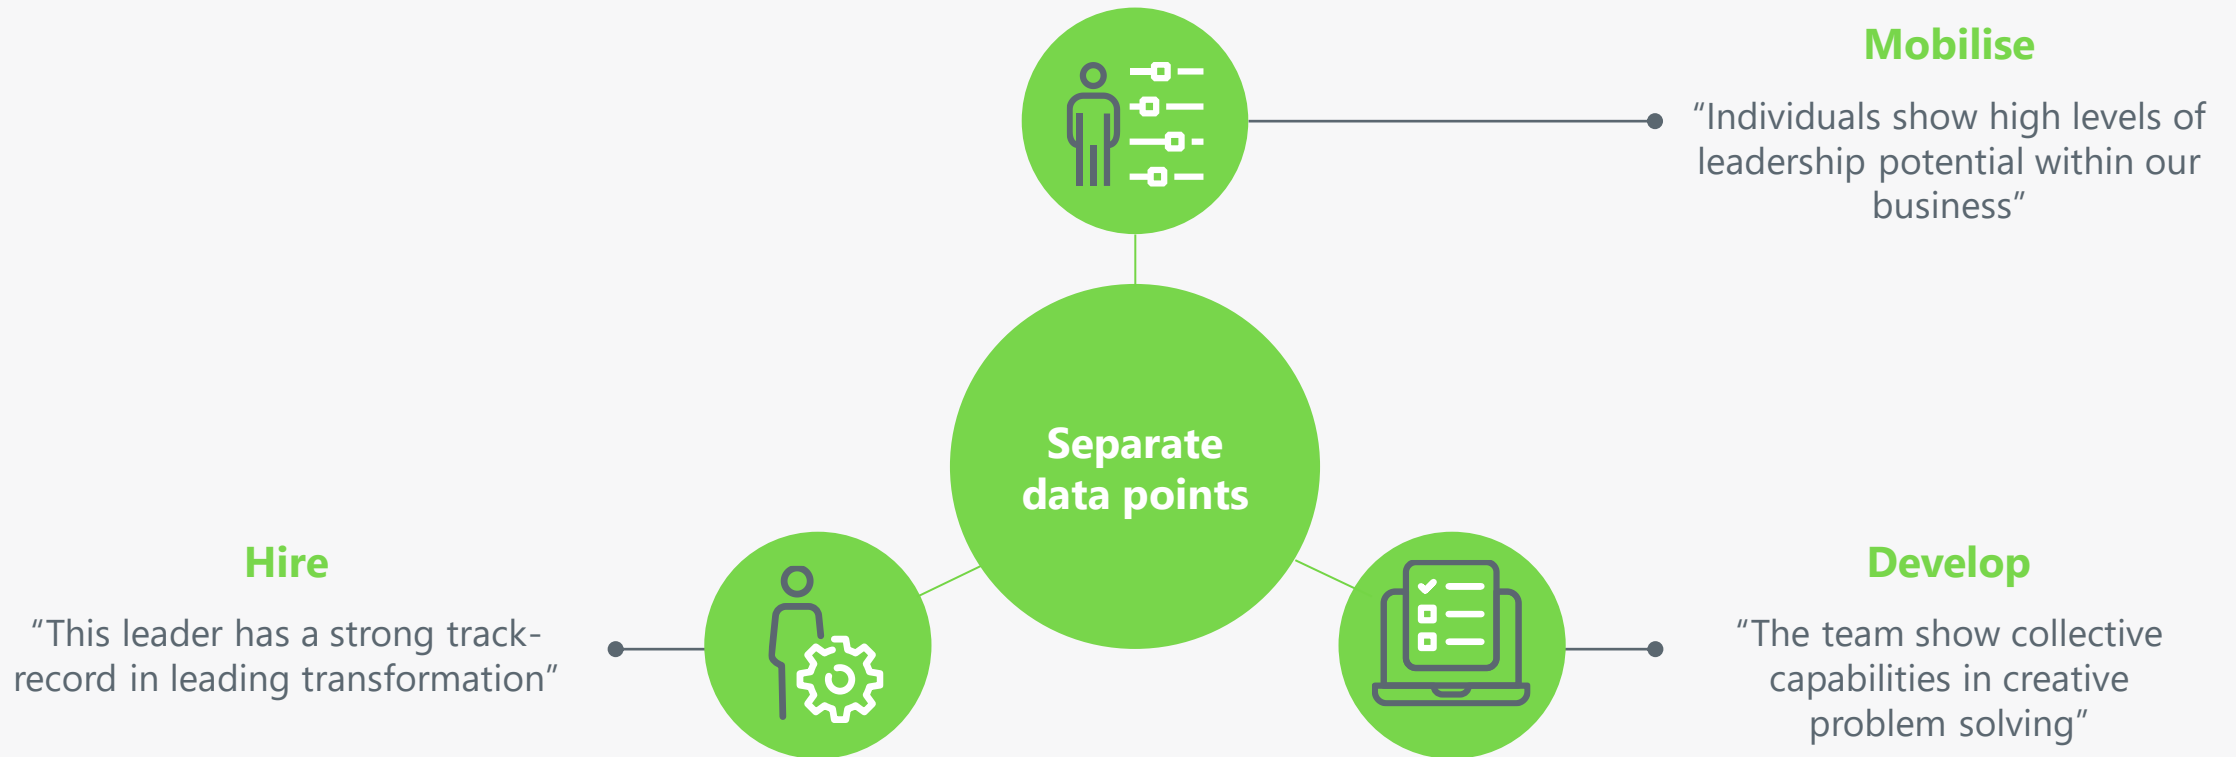 Mobilise
“Individuals show high levels of
leadership potential within our
business”
Separate
data points
Hire
“This leader has a strong track-
record in leading transformation”
Develop
“The team show collective
capabilities in creative
problem solving”